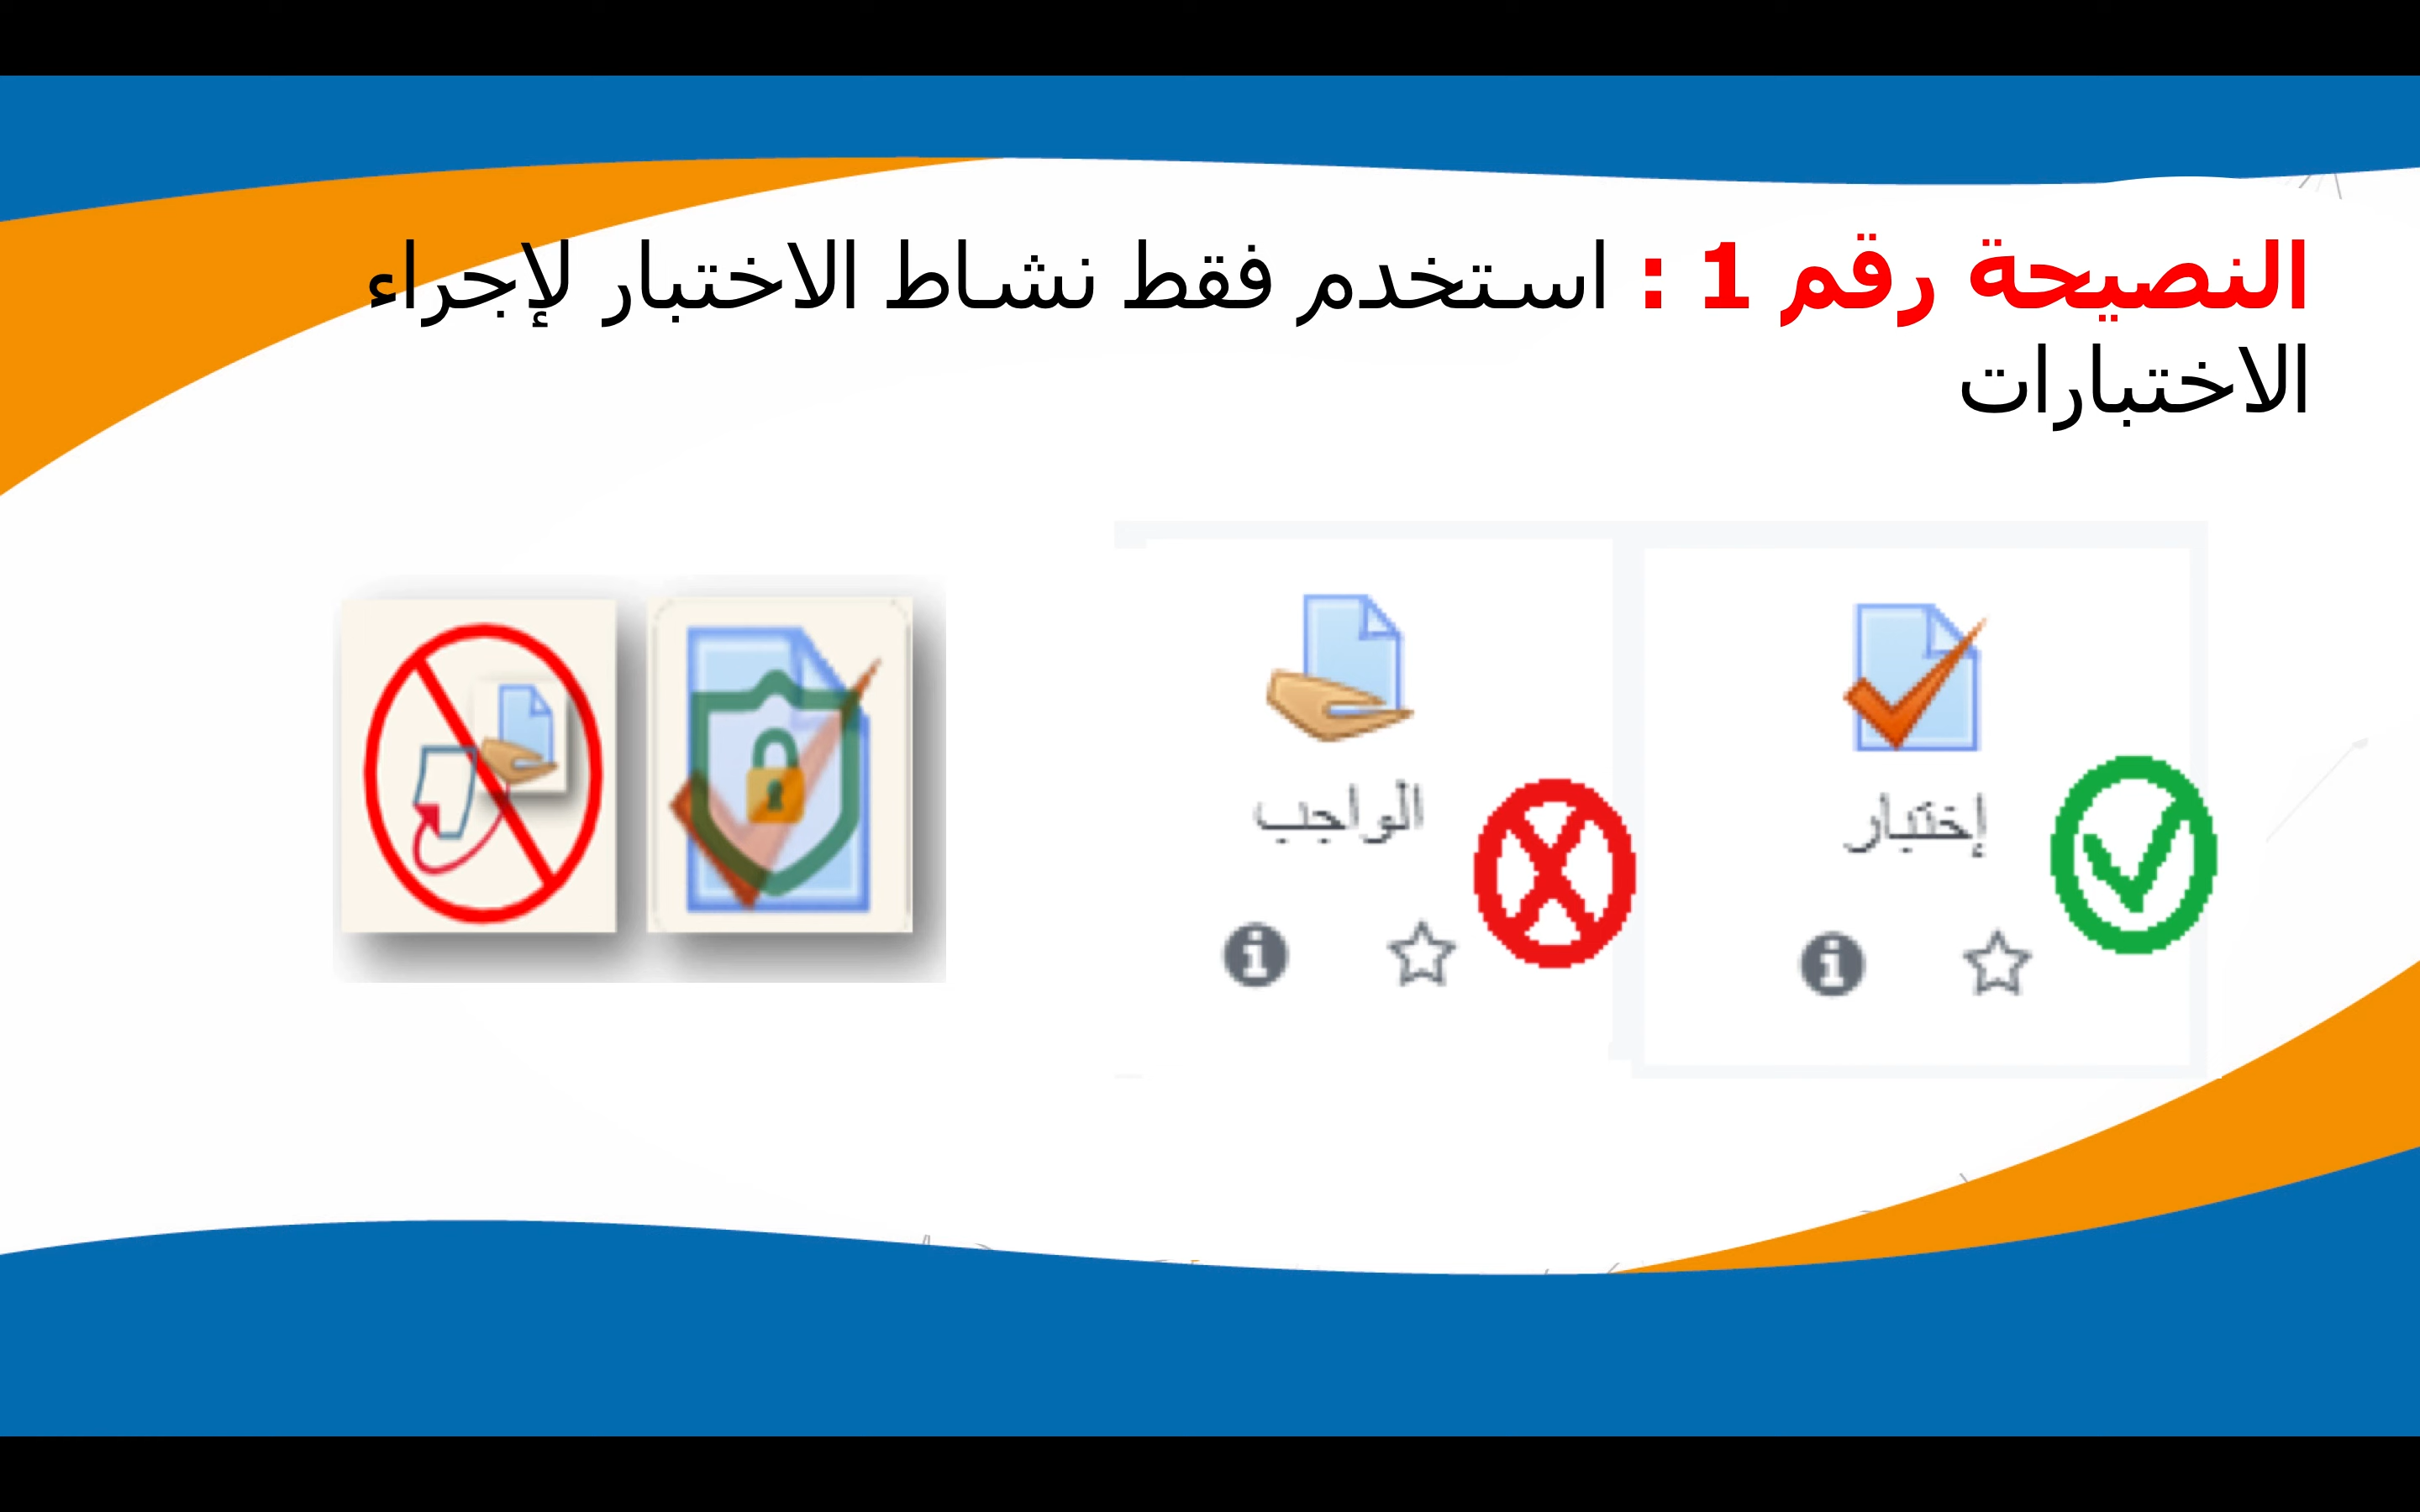 النصيحة رقم 1 : استخدم فقط نشاط الاختبار لإجراء
الاختبارات
إختبار
الواجب